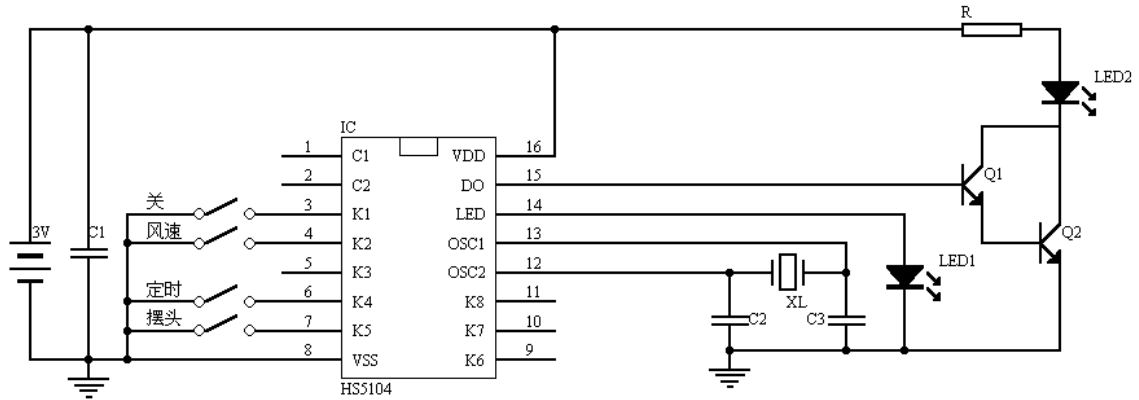 R
LED2
IC
1 C1 VDD 16
2 C2 DO 15 Q1
关 3 K1 LED 14
风速 4 K2 OSC1 13 Q2
3V C1
5 K3 OSC2 12 LED1
定时 6 K4 K8 11 XL
摆头 7 K5 K7 10 C2 C3
8 VSS K6 9
HS5104